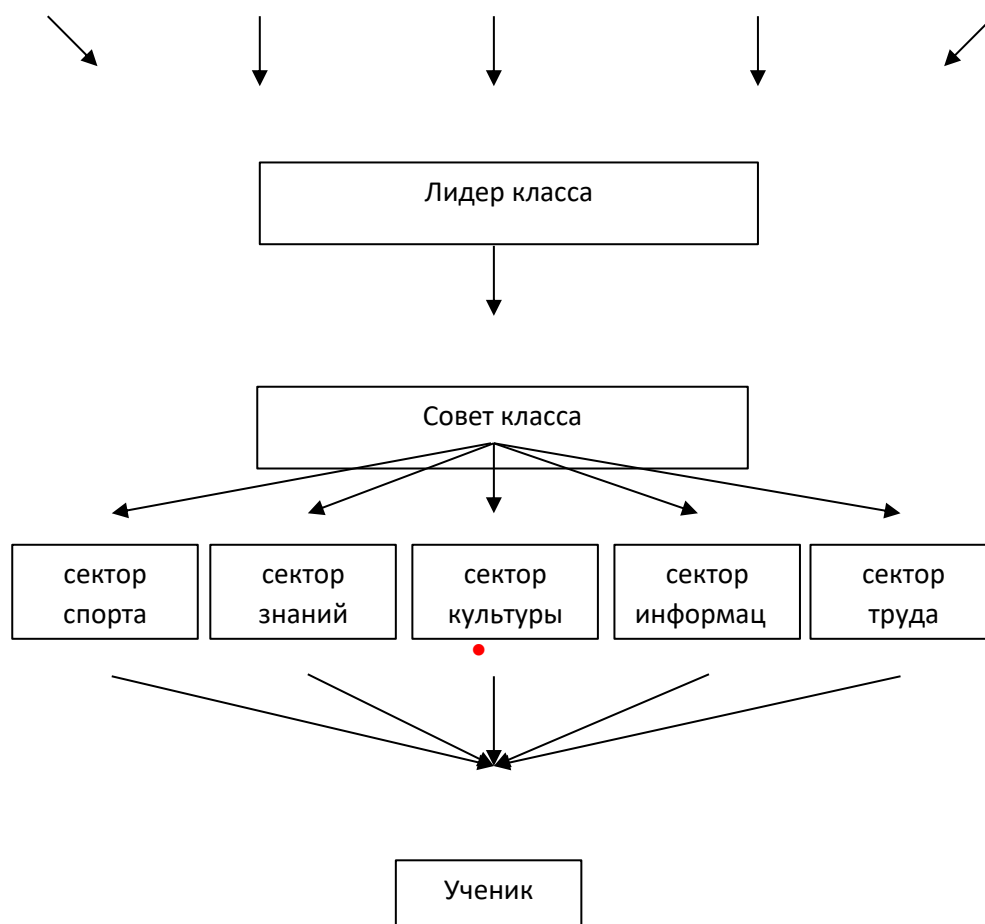 Лидер класса
Совет класса
сектор
спорта
сектор
знаний
сектор
культуры
сектор
информац
сектор
труда
Ученик